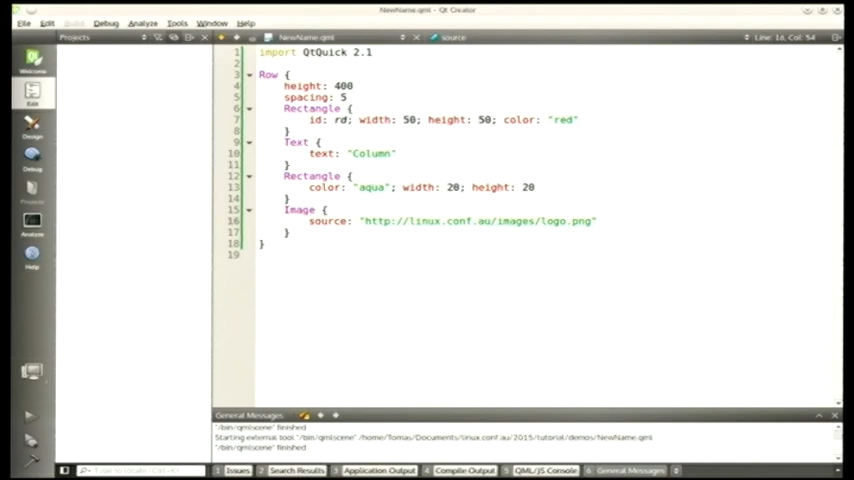 NewName.qml - Qt Creator
File Edit Build Debug Analyze Tools Window Help
Projects
NewName.qml
source
Line: 16, Col: 54
Welcome
Edit
Design
Debug
Projects
Analyze
Help
1 import QtQuick 2.1
2
3 Row {
4 height: 400
5 spacing: 5
6 Rectangle {
7 id: rd; width: 50; height: 50; color: "red"
8 }
9 Text {
10 text: "Column"
11 }
12 Rectangle {
13 color: "aqua"; width: 20; height: 20
14 }
15 Image {
16 source: "http://linux.conf.au/images/logo.png"
17 }
18 }
19
General Messages
"/bin/qmlscene" finished
Starting external tool "/bin/qmlscene" /home/Tomas/Documents/linux.conf.au/2015/tutorial/demos/NewName.qml
"/bin/qmlscene" finished
Type to locate (Ctrl+K)
1 Issues 2 Search Results 3 Application Output 4 Compile Output 5 QML/JS Console 6 General Messages